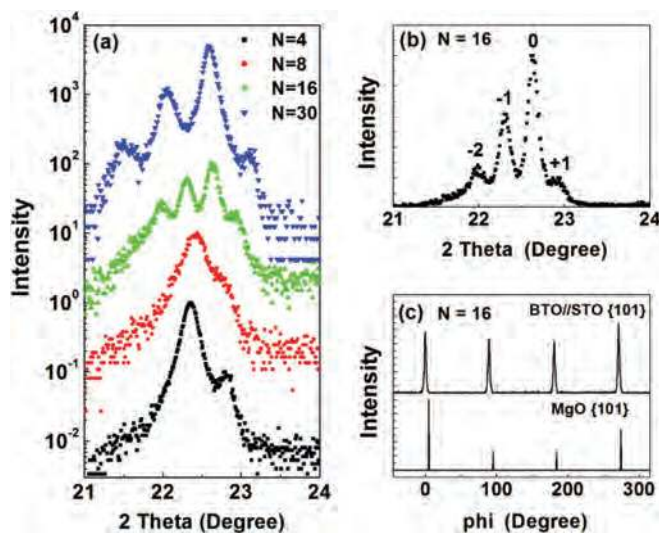 (a)
N=4
N=8
N=16
N=30
10⁴
10³
10²
10¹
10⁰
10⁻¹
10⁻²
Intensity
21 22 23 24
2 Theta (Degree)
(b) N = 16
0
-1
-2
+1
Intensity
21 22 23 24
2 Theta (Degree)
(c) N = 16
BTO//STO {101}
MgO {101}
Intensity
0 100 200 300
phi (Degree)